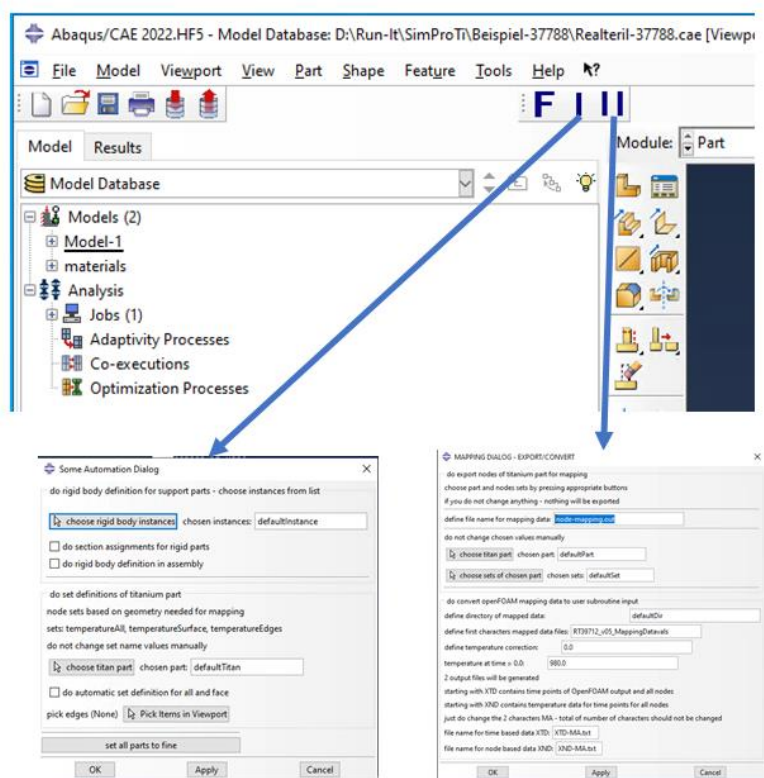 Abaqus/CAE 2022.HF5 - Model Database: D:\Run-It\SimProTi\Beispiel-37788\Realteril-37788.cae [Viewpo
File Model Viewport View Part Shape Feature Tools Help
F I II
Model Results
Module: Part
Model Database
Models (2)
Model-1
materials
Analysis
Jobs (1)
Adaptivity Processes
Co-executions
Optimization Processes
Some Automation Dialog
do rigid body definition for support parts - choose instances from list
choose rigid body instances chosen instances: defaultInstance
do section assignments for rigid parts
do rigid body definition in assembly
do set definitions of titanium part
node sets based on geometry needed for mapping
sets: temperatureAll, temperatureSurface, temperatureEdges
do not change set name values manually
choose titan part chosen part: defaultTitan
do automatic set definition for all and face
pick edges (None) Pick Items in Viewport
set all parts to fine
OK Apply Cancel
MAPPING DIALOG - EXPORT/CONVERT
do export nodes of titanium part for mapping
choose part and nodes sets by pressing appropriate buttons
if you do not change anything - nothing will be exported
define file name for mapping data: node-mapping.out
do not change chosen values manually
choose titan part chosen part: defaultPart
choose sets of chosen part chosen sets: defaultSet
do convert openFOAM mapping data to user subroutine input
define directory of mapped data: defaultDir
define first characters mapped data files: RT39712_v05_MappingDatavals
define temperature correction: 0.0
temperature at time = 0.0: 980.0
2 output files will be generated
starting with XTD contains time points of OpenFOAM output and all nodes
starting with XND contains temperature data for time points for all nodes
just do change the 2 characters MA - total of number of characters should not be changed
file name for time based data XTD: XTD-MA.txt
file name for node based data XND: XND-MA.txt
OK Apply Cancel